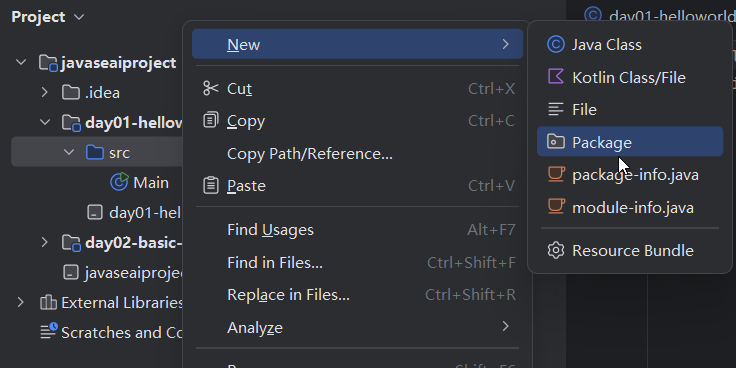 Project
javaseaiproject
.idea
day01-hellow
src
Main
day01-hel
day02-basic-
javaseaiprojec
External Libraries
Scratches and Co
New
Cut Ctrl+X
Copy Ctrl+C
Copy Path/Reference...
Paste Ctrl+V
Find Usages Alt+F7
Find in Files... Ctrl+Shift+F
Replace in Files... Ctrl+Shift+R
Analyze
day01-helloworld
Java Class
Kotlin Class/File
File
Package
package-info.java
module-info.java
Resource Bundle